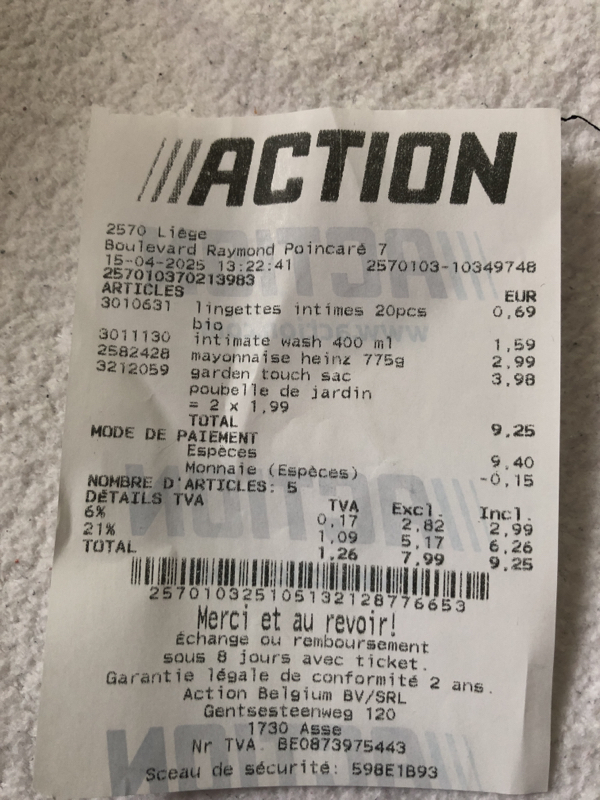 ACTION
2570 Liège
Boulevard Raymond Poincaré 7
15-04-2025 13:22:41 2570103-10349748
257010370213983
ARTICLES EUR
3010631 lingettes intimes 20pcs 0,69
bio
3011130 intimate wash 400 ml 1,59
2582428 mayonnaise heinz 775g 2,99
3212059 garden touch sac 3,98
poubelle de jardin
= 2 x 1,99
TOTAL 9,25
MODE DE PAIEMENT
Espèces 9,40
Monnaie (Espèces) -0,15
NOMBRE D'ARTICLES: 5
DÉTAILS TVA TVA Excl. Incl.
6% 0,17 2,82 2,99
21% 1,09 5,17 6,26
TOTAL 1,26 7,99 9,25
257010325105132128776653
Merci et au revoir!
Échange ou remboursement
sous 8 jours avec ticket.
Garantie légale de conformité 2 ans.
Action Belgium BV/SRL
Gentsesteenweg 120
1730 Asse
Nr TVA. BE0873975443
Sceau de sécurité: 598E1B93